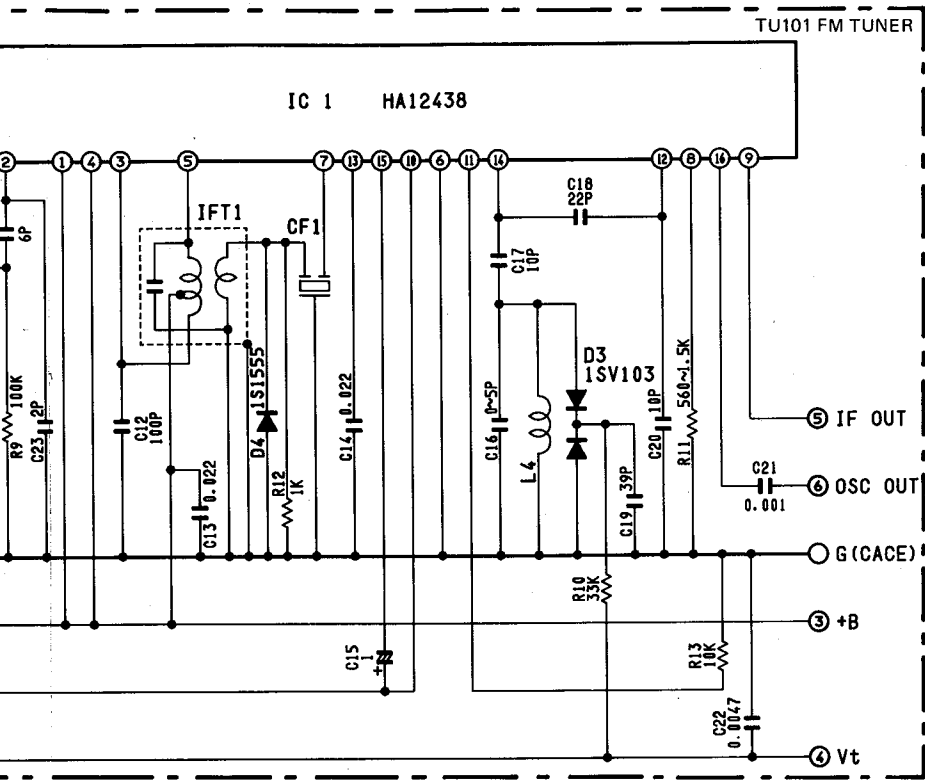 TU101 FM TUNER
IC 1 HA12438
2 1 4 3 5 7 13 15 10 6 11 14 12 8 16 9
C18
22P
IFT1
CF1
6P
C17
10P
D3
1SV103
R9 100K
C23 2P
C12
100P
D4 1S1555
C14 0.022
C16 0~5P
L4
C20 10P
R11 560~1.5K
5 IF OUT
C13 0.022
R12
1K
C19 39P
C21
0.001
6 OSC OUT
G(CACE)
R10
33K
3 +B
C15
1
+
R13
10K
C22
0.0047
4 Vt